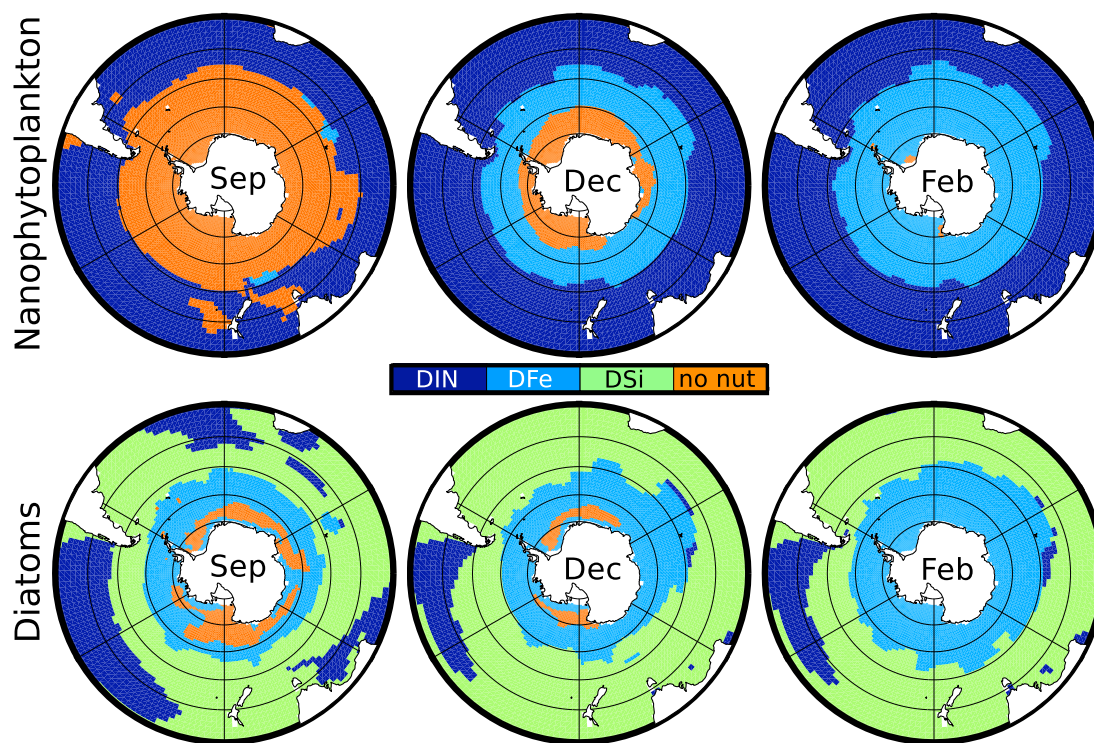 Nanophytoplankton
Sep
Dec
Feb
DIN
DFe
DSi
no nut
Diatoms
Sep
Dec
Feb